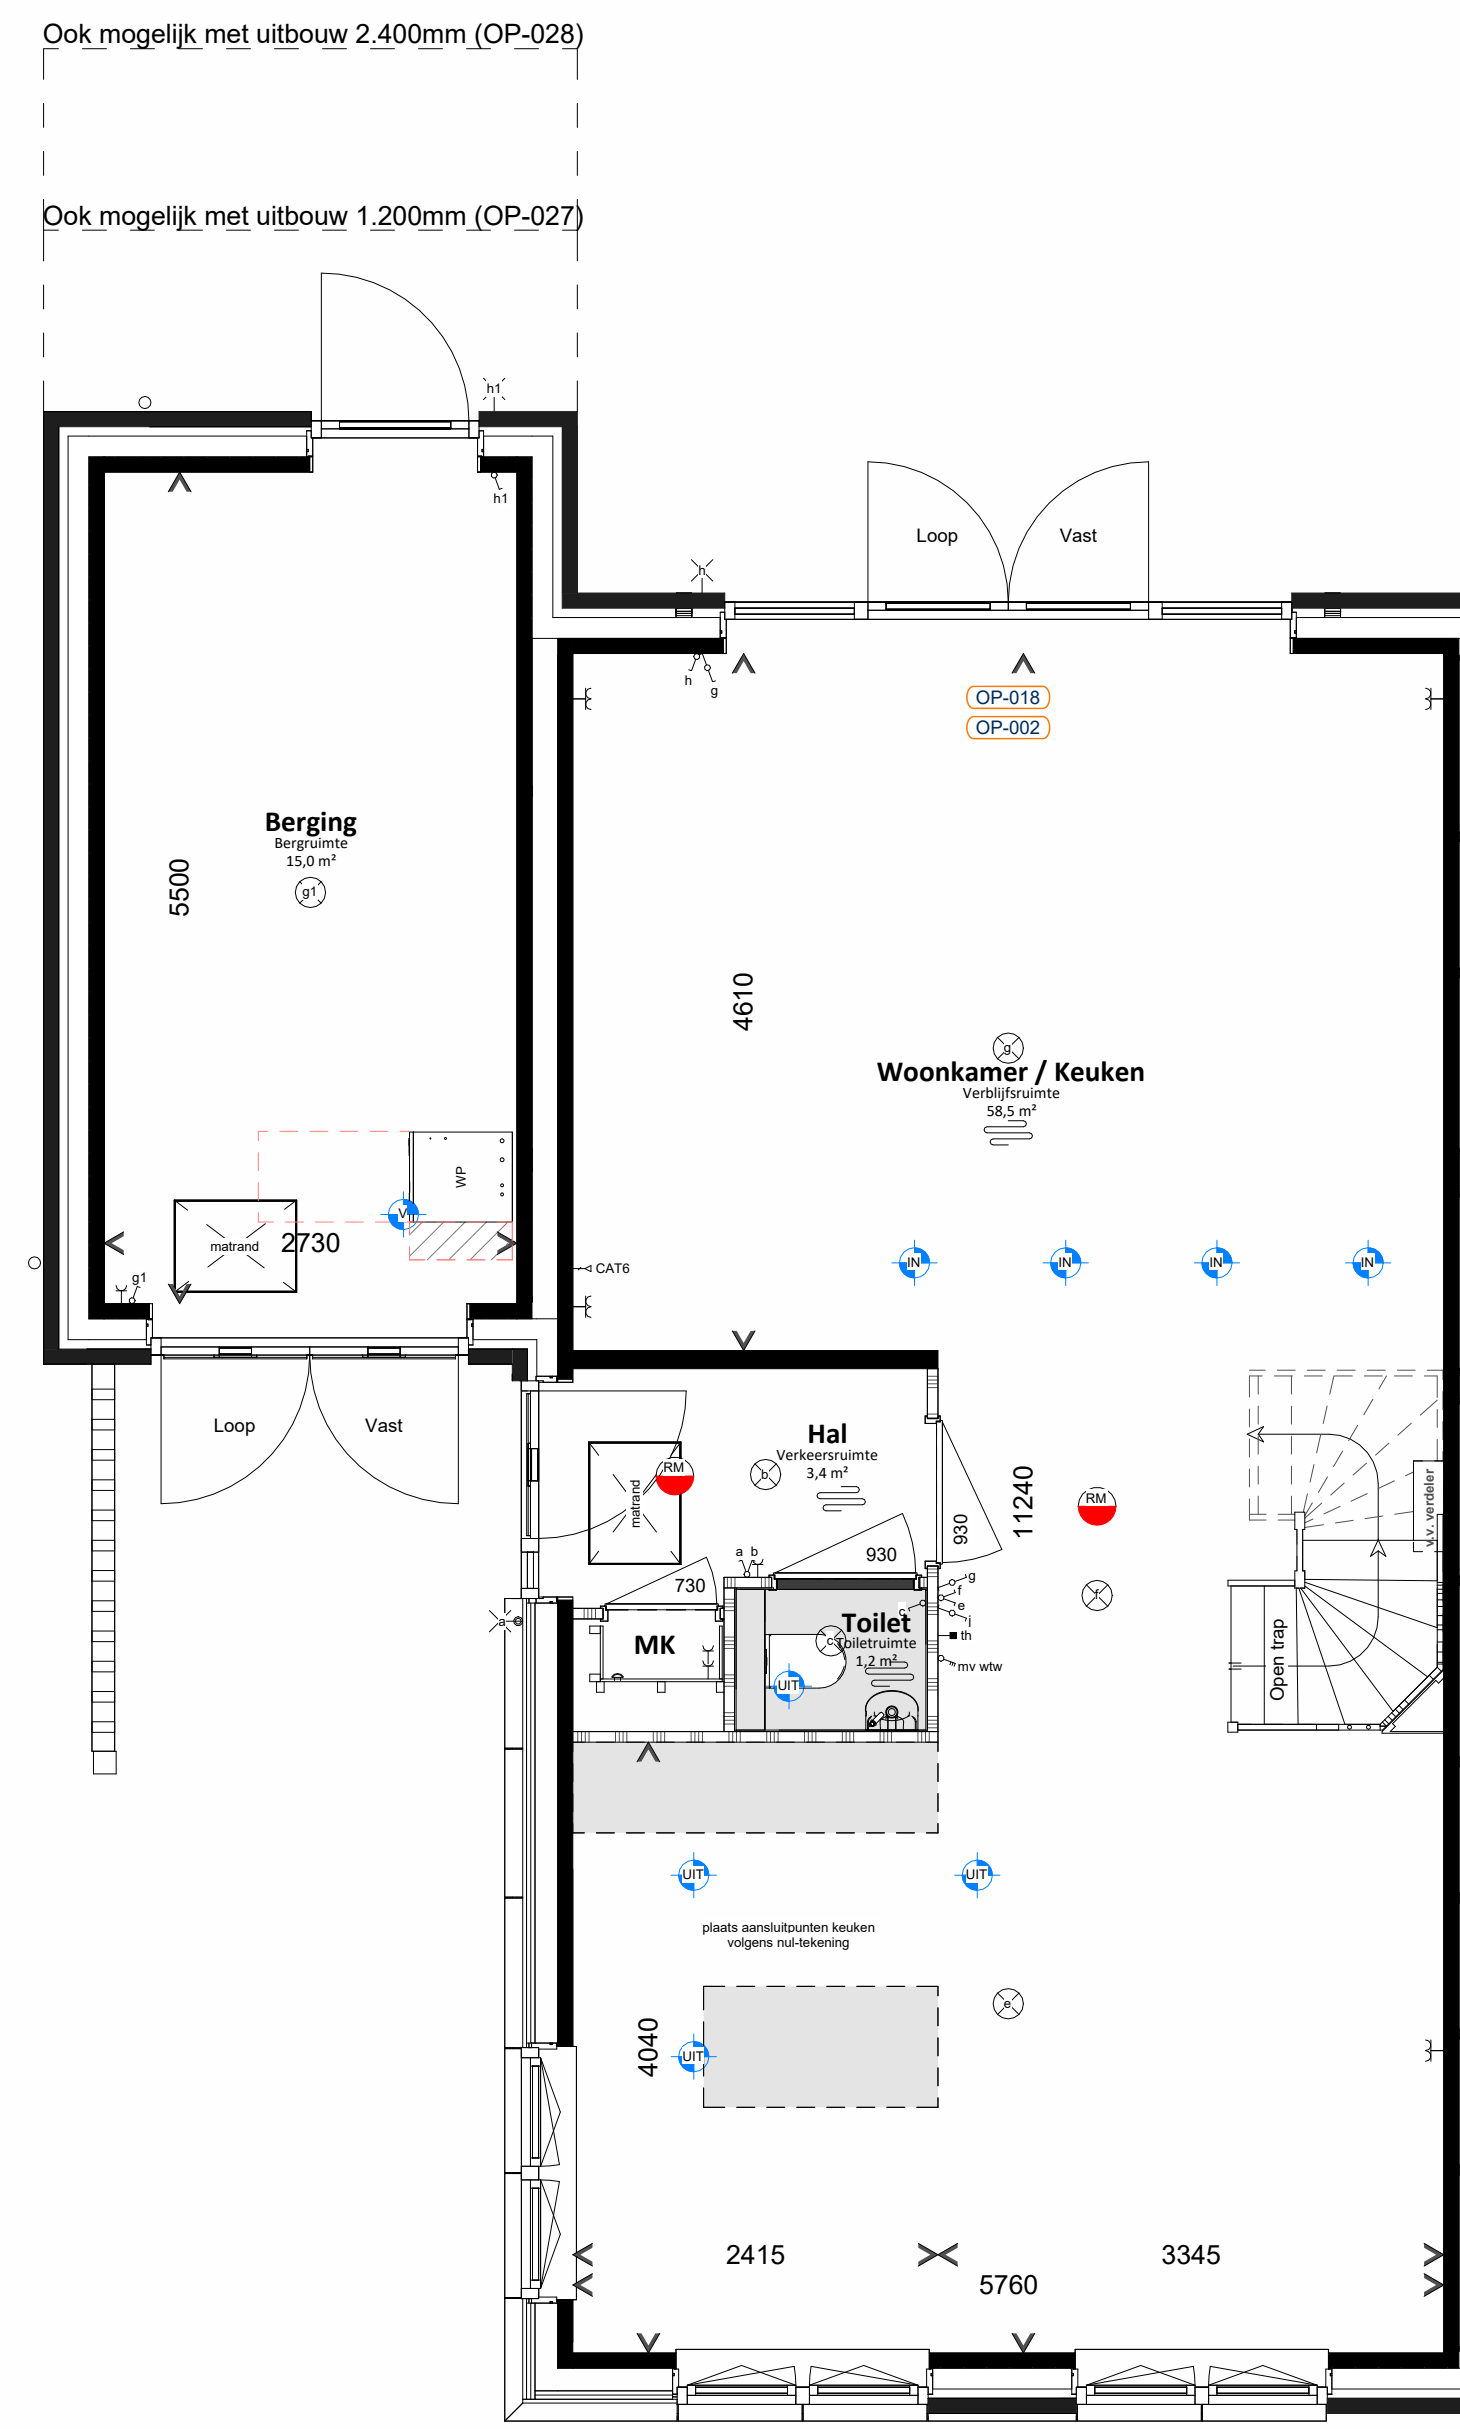 Ook mogelijk met uitbouw 2.400mm (OP-028)
Ook mogelijk met uitbouw 1.200mm (OP-027)
h1
h1
Loop
Vast
h
h
g
OP-018
OP-002
Berging
Bergruimte
15,0 m²
g1
5500
4610
g
Woonkamer / Keuken
Verblijfsruimte
58,5 m²
WP
V
matrand
2730
g1
IN
IN
IN
IN
CAT6
Loop
Vast
Hal
Verkeersruimte
3,4 m²
RM
b
matrand
11240
RM
v.v. verdeler
930
930
a b
730
g
f
e
j
c
f
a
MK
Toilet
Toiletruimte
1,2 m²
c
th
mv wtw
UIT
Open trap
UIT
UIT
plaats aansluitpunten keuken
volgens nul-tekening
e
4040
UIT
2415
3345
5760